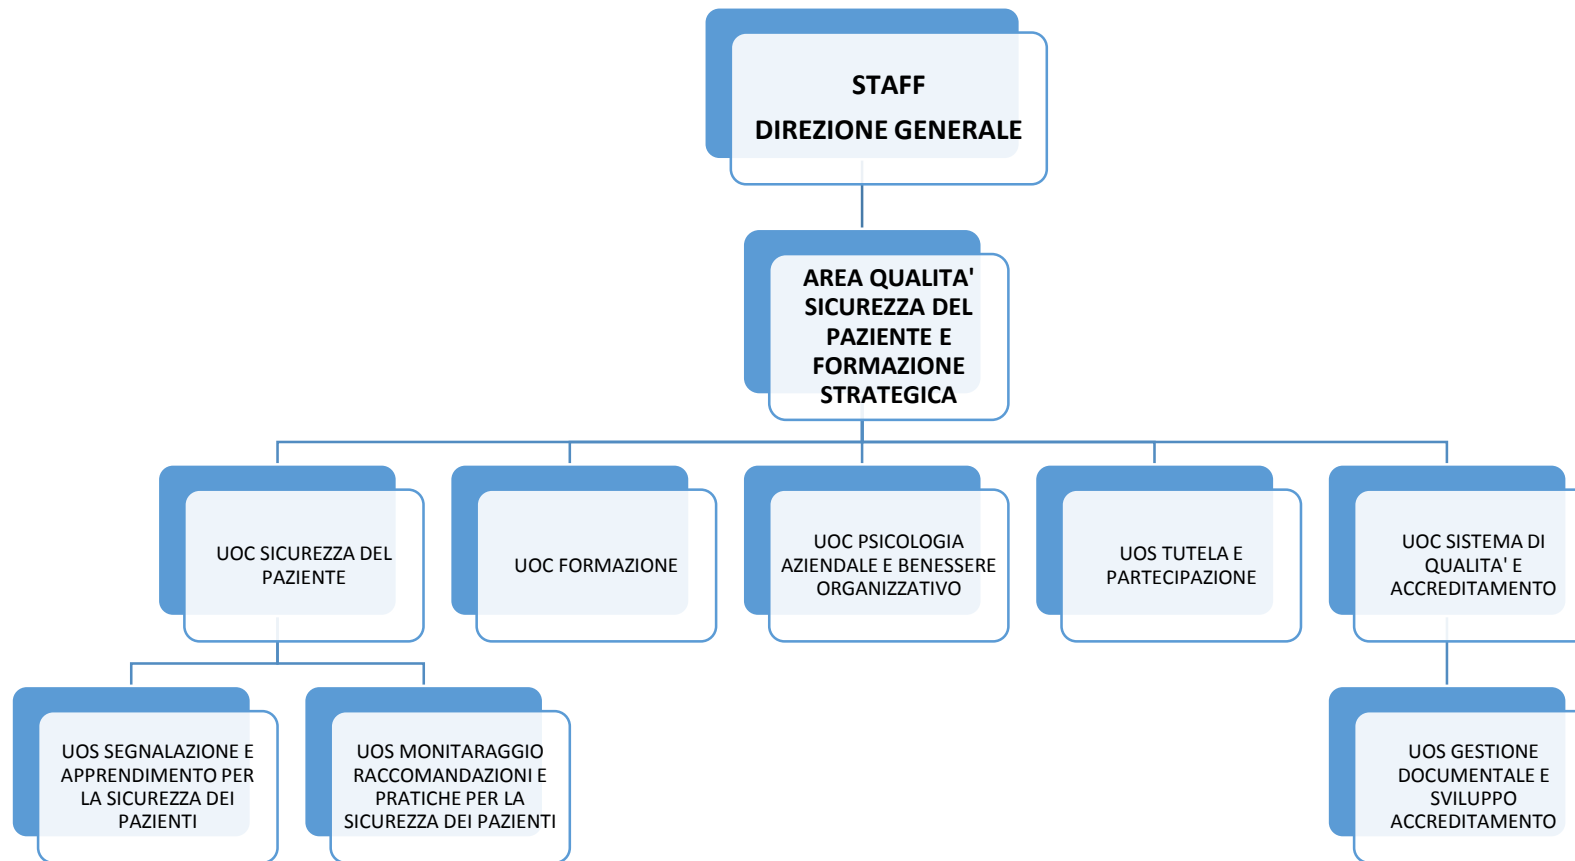 STAFF
DIREZIONE GENERALE
AREA QUALITA'
SICUREZZA DEL
PAZIENTE E
FORMAZIONE
STRATEGICA
UOC SICUREZZA DEL
PAZIENTE
UOC FORMAZIONE
UOC PSICOLOGIA
AZIENDALE E BENESSERE
ORGANIZZATIVO
UOS TUTELA E
PARTECIPAZIONE
UOC SISTEMA DI
QUALITA' E
ACCREDITAMENTO
UOS SEGNALAZIONE E
APPRENDIMENTO PER
LA SICUREZZA DEI
PAZIENTI
UOS MONITARAGGIO
RACCOMANDAZIONI E
PRATICHE PER LA
SICUREZZA DEI PAZIENTI
UOS GESTIONE
DOCUMENTALE E
SVILUPPO
ACCREDITAMENTO